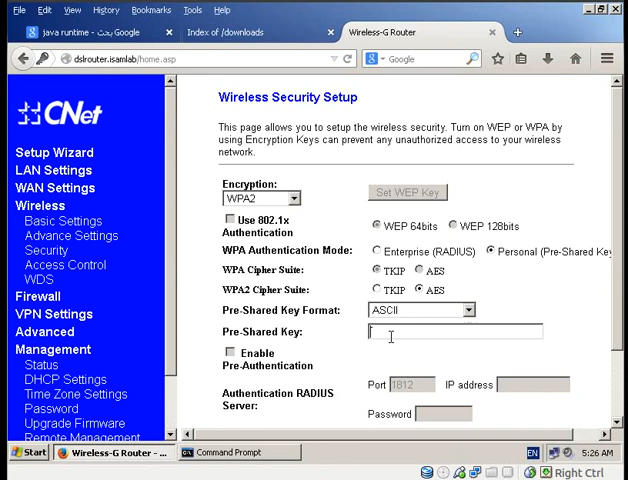 File Edit View History Bookmarks Tools Help
java runtime - بحث Google
Index of /downloads
Wireless-G Router
dslrouter.isamlab/home.asp
Google
CNet
Setup Wizard
LAN Settings
WAN Settings
Wireless
Basic Settings
Advance Settings
Security
Access Control
WDS
Firewall
VPN Settings
Advanced
Management
Status
DHCP Settings
Time Zone Settings
Password
Upgrade Firmware
Remote Management
Wireless Security Setup
This page allows you to setup the wireless security. Turn on WEP or WPA by
using Encryption Keys can prevent any unauthorized access to your wireless
network.
Encryption:
WPA2
Set WEP Key
Use 802.1x
Authentication
WEP 64bits WEP 128bits
WPA Authentication Mode: Enterprise (RADIUS) Personal (Pre-Shared Key
WPA Cipher Suite: TKIP AES
WPA2 Cipher Suite: TKIP AES
Pre-Shared Key Format: ASCII
Pre-Shared Key:
Enable
Pre-Authentication
Authentication RADIUS
Server:
Port 1812 IP address
Password
Start Wireless-G Router - ... Command Prompt EN 5:26 AM
Right Ctrl